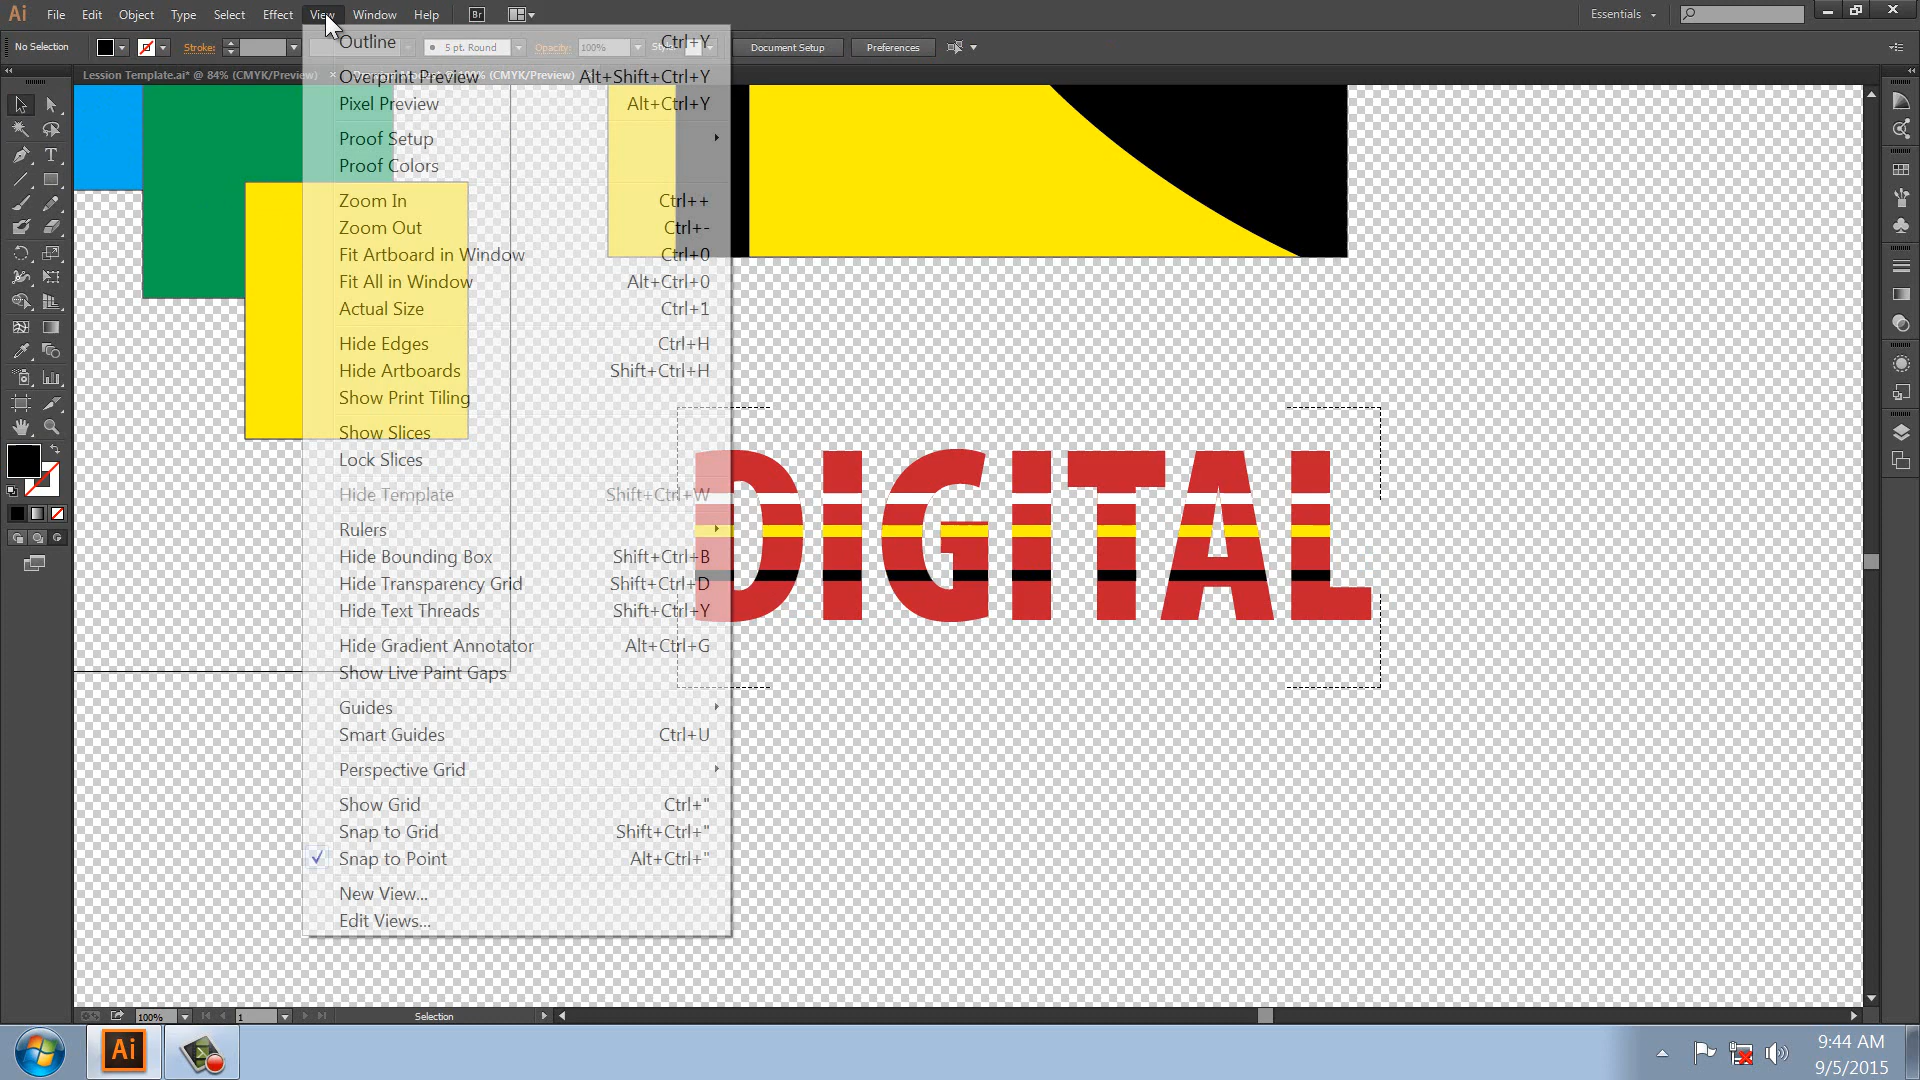 Ai File Edit Object Type Select Effect View Window Help Br Essentials
No Selection Stroke: 5 pt. Round Opacity: 100% Document Setup Preferences
Lession Template.ai* @ 84% (CMYK/Preview) × (CMYK/Preview)
Outline Ctrl+Y
Overprint Preview Alt+Shift+Ctrl+Y
Pixel Preview Alt+Ctrl+Y
Proof Setup
Proof Colors
Zoom In Ctrl++
Zoom Out Ctrl+-
Fit Artboard in Window Ctrl+0
Fit All in Window Alt+Ctrl+0
Actual Size Ctrl+1
Hide Edges Ctrl+H
Hide Artboards Shift+Ctrl+H
Show Print Tiling
Show Slices
Lock Slices
Hide Template Shift+Ctrl+W
Rulers
Hide Bounding Box Shift+Ctrl+B
Hide Transparency Grid Shift+Ctrl+D
Hide Text Threads Shift+Ctrl+Y
Hide Gradient Annotator Alt+Ctrl+G
Show Live Paint Gaps
Guides
Smart Guides Ctrl+U
Perspective Grid
Show Grid Ctrl+"
Snap to Grid Shift+Ctrl+"
Snap to Point Alt+Ctrl+"
New View...
Edit Views...
DIGITAL
100% 1 Selection
Ai
9:44 AM
9/5/2015